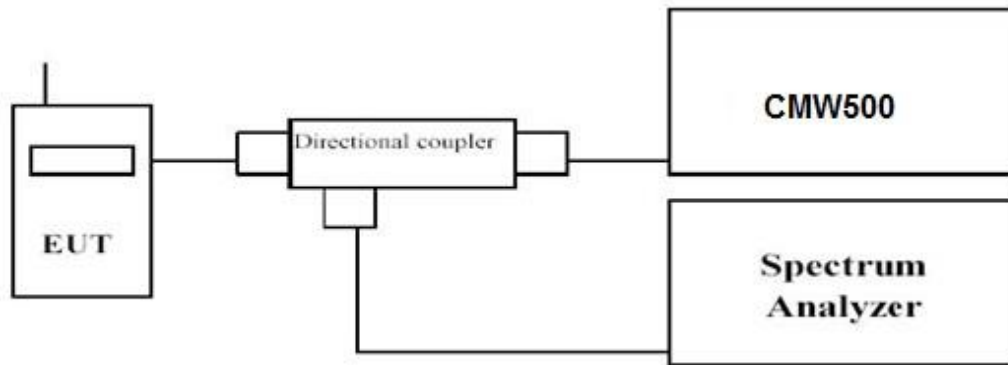 CMW500
Directional coupler
EUT
Spectrum
Analyzer